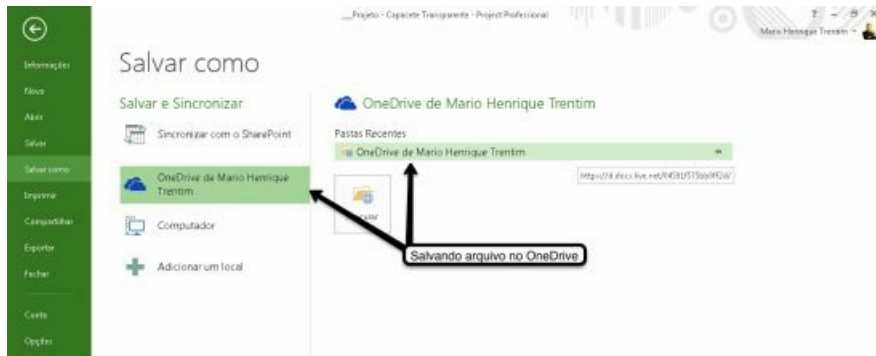 __Projeto - Capacete Transparente - Project Professional
? –
Mario Henrique Trentim
Informações
Novo
Abrir
Salvar
Salvar como
Imprimir
Compartilhar
Exportar
Fechar
Conta
Opções
Salvar como
Salvar e Sincronizar
Sincronizar com o SharePoint
OneDrive de Mario Henrique
Trentim
Computador
Adicionar um local
OneDrive de Mario Henrique Trentim
Pastas Recentes
OneDrive de Mario Henrique Trentim
Salvando arquivo no OneDrive